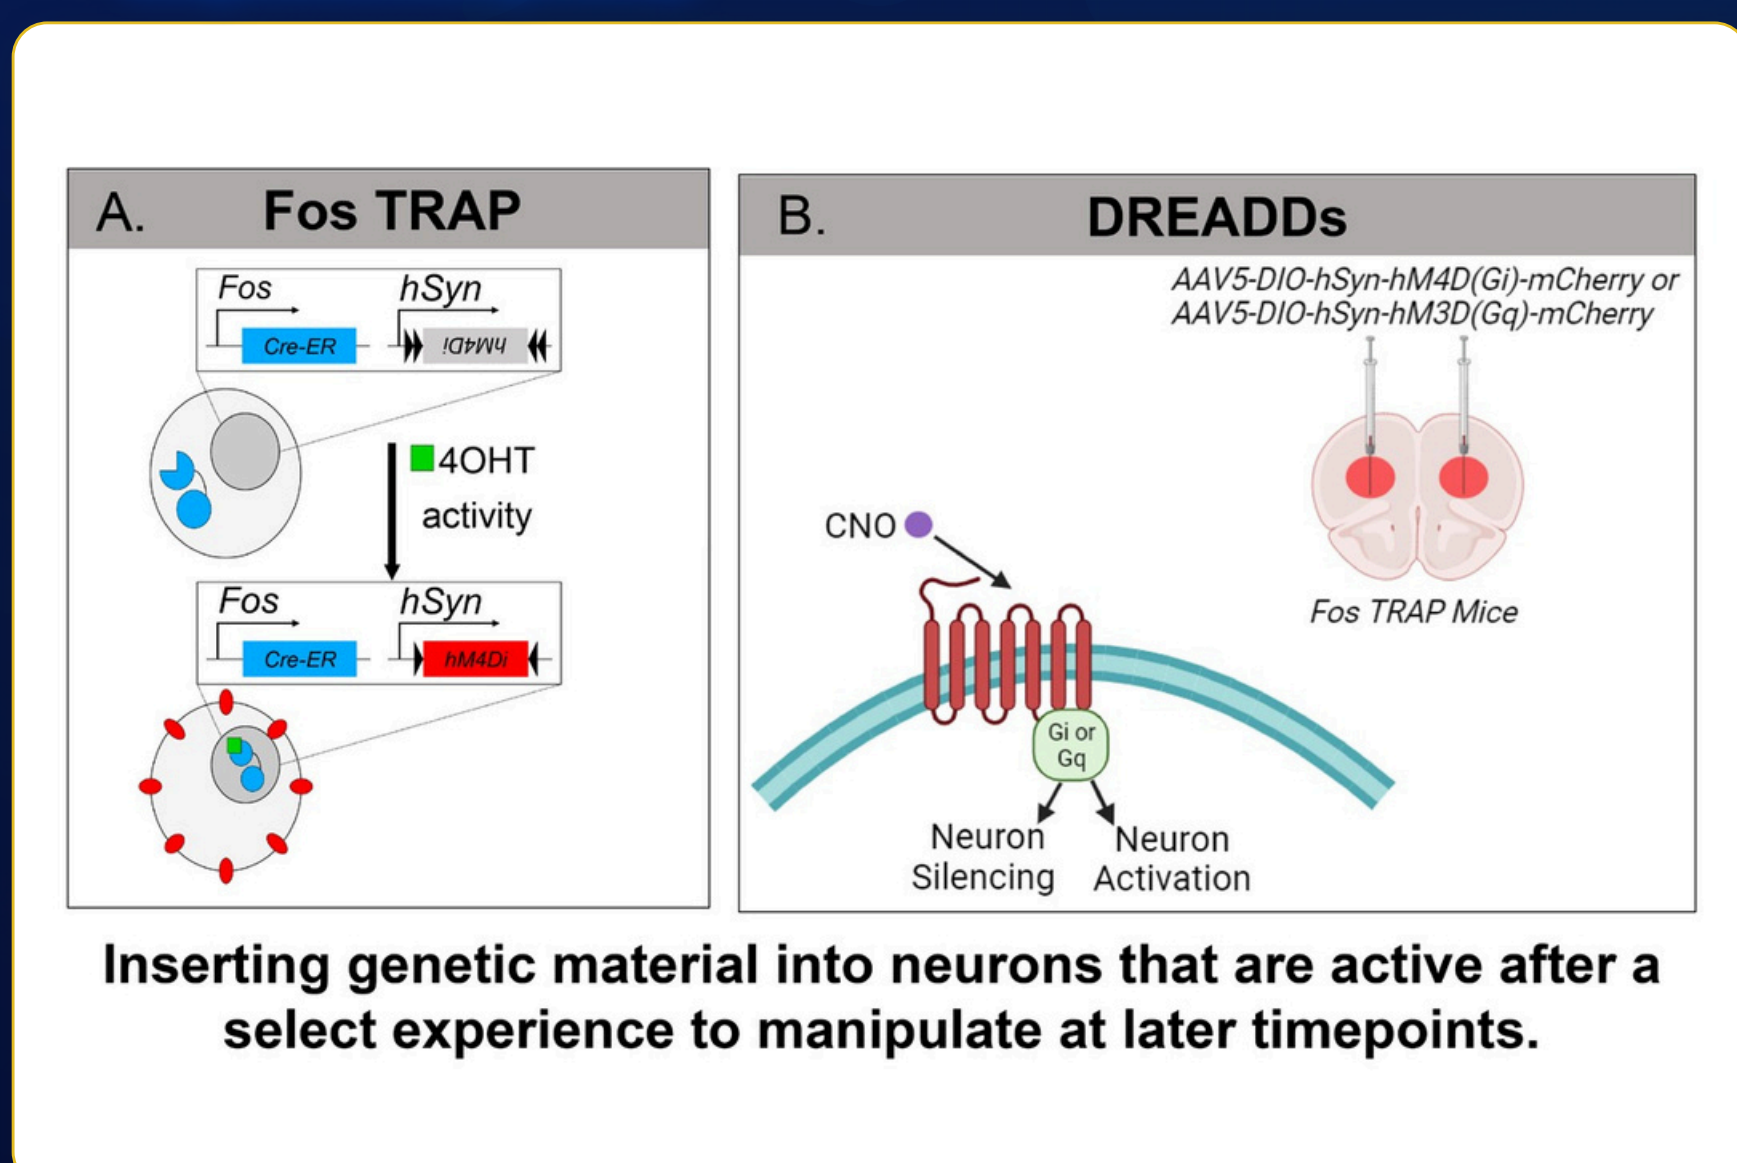 A. Fos TRAP
Fos hSyn
Cre-ER hM4Di
4OHT
activity
Fos hSyn
Cre-ER hM4Di
B. DREADDs
AAV5-DIO-hSyn-hM4D(Gi)-mCherry or
AAV5-DIO-hSyn-hM3D(Gq)-mCherry
CNO
Fos TRAP Mice
Gi or
Gq
Neuron
Silencing
Neuron
Activation
Inserting genetic material into neurons that are active after a
select experience to manipulate at later timepoints.